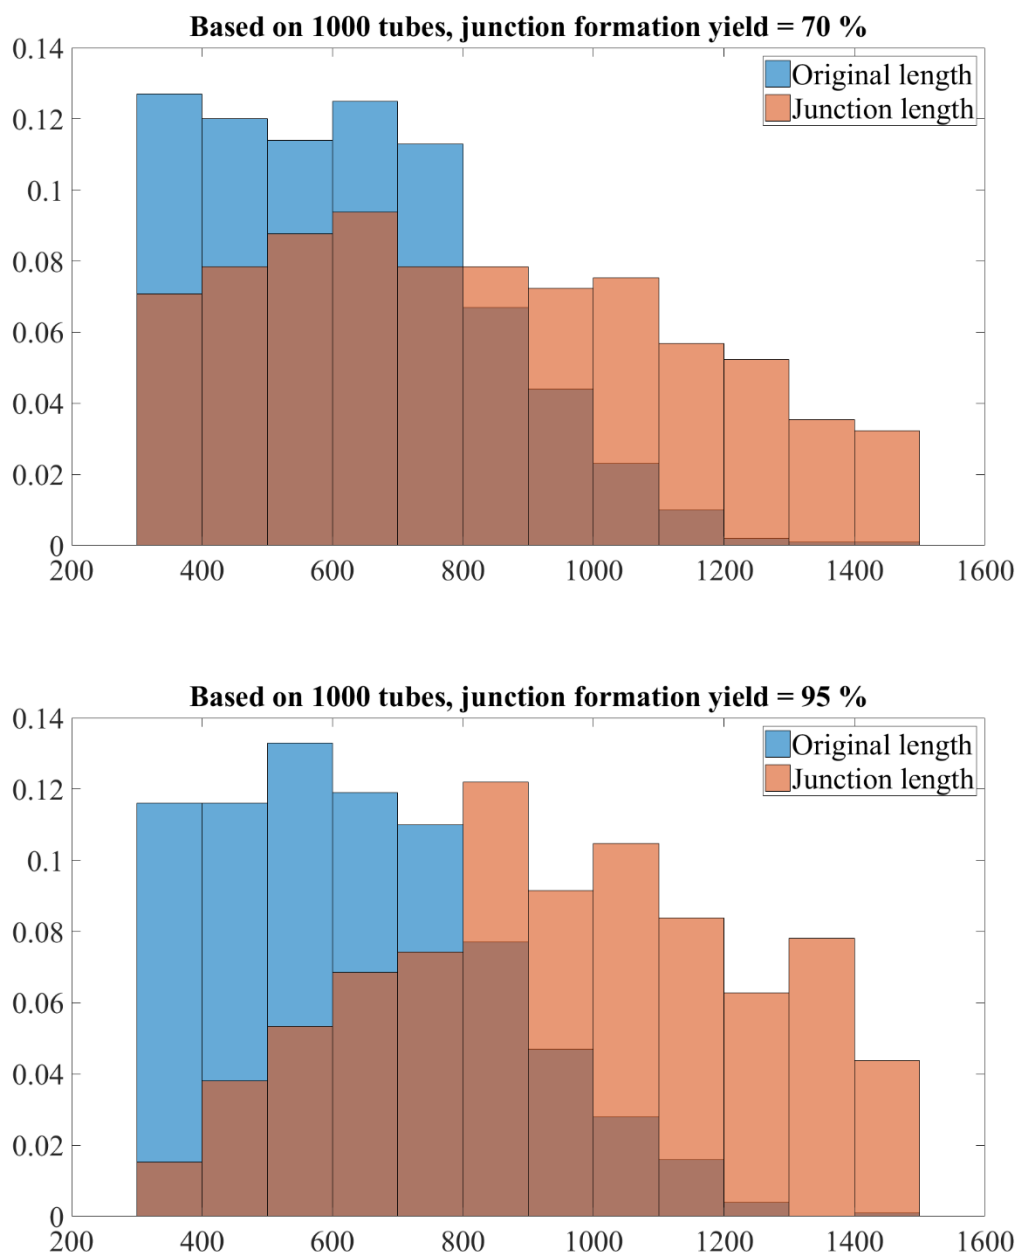 Based on 1000 tubes, junction formation yield = 70 %
0.14
Original length
Junction length
0.12
0.1
0.08
0.06
0.04
0.02
0
200 400 600 800 1000 1200 1400 1600
Based on 1000 tubes, junction formation yield = 95 %
0.14
Original length
Junction length
0.12
0.1
0.08
0.06
0.04
0.02
0
200 400 600 800 1000 1200 1400 1600